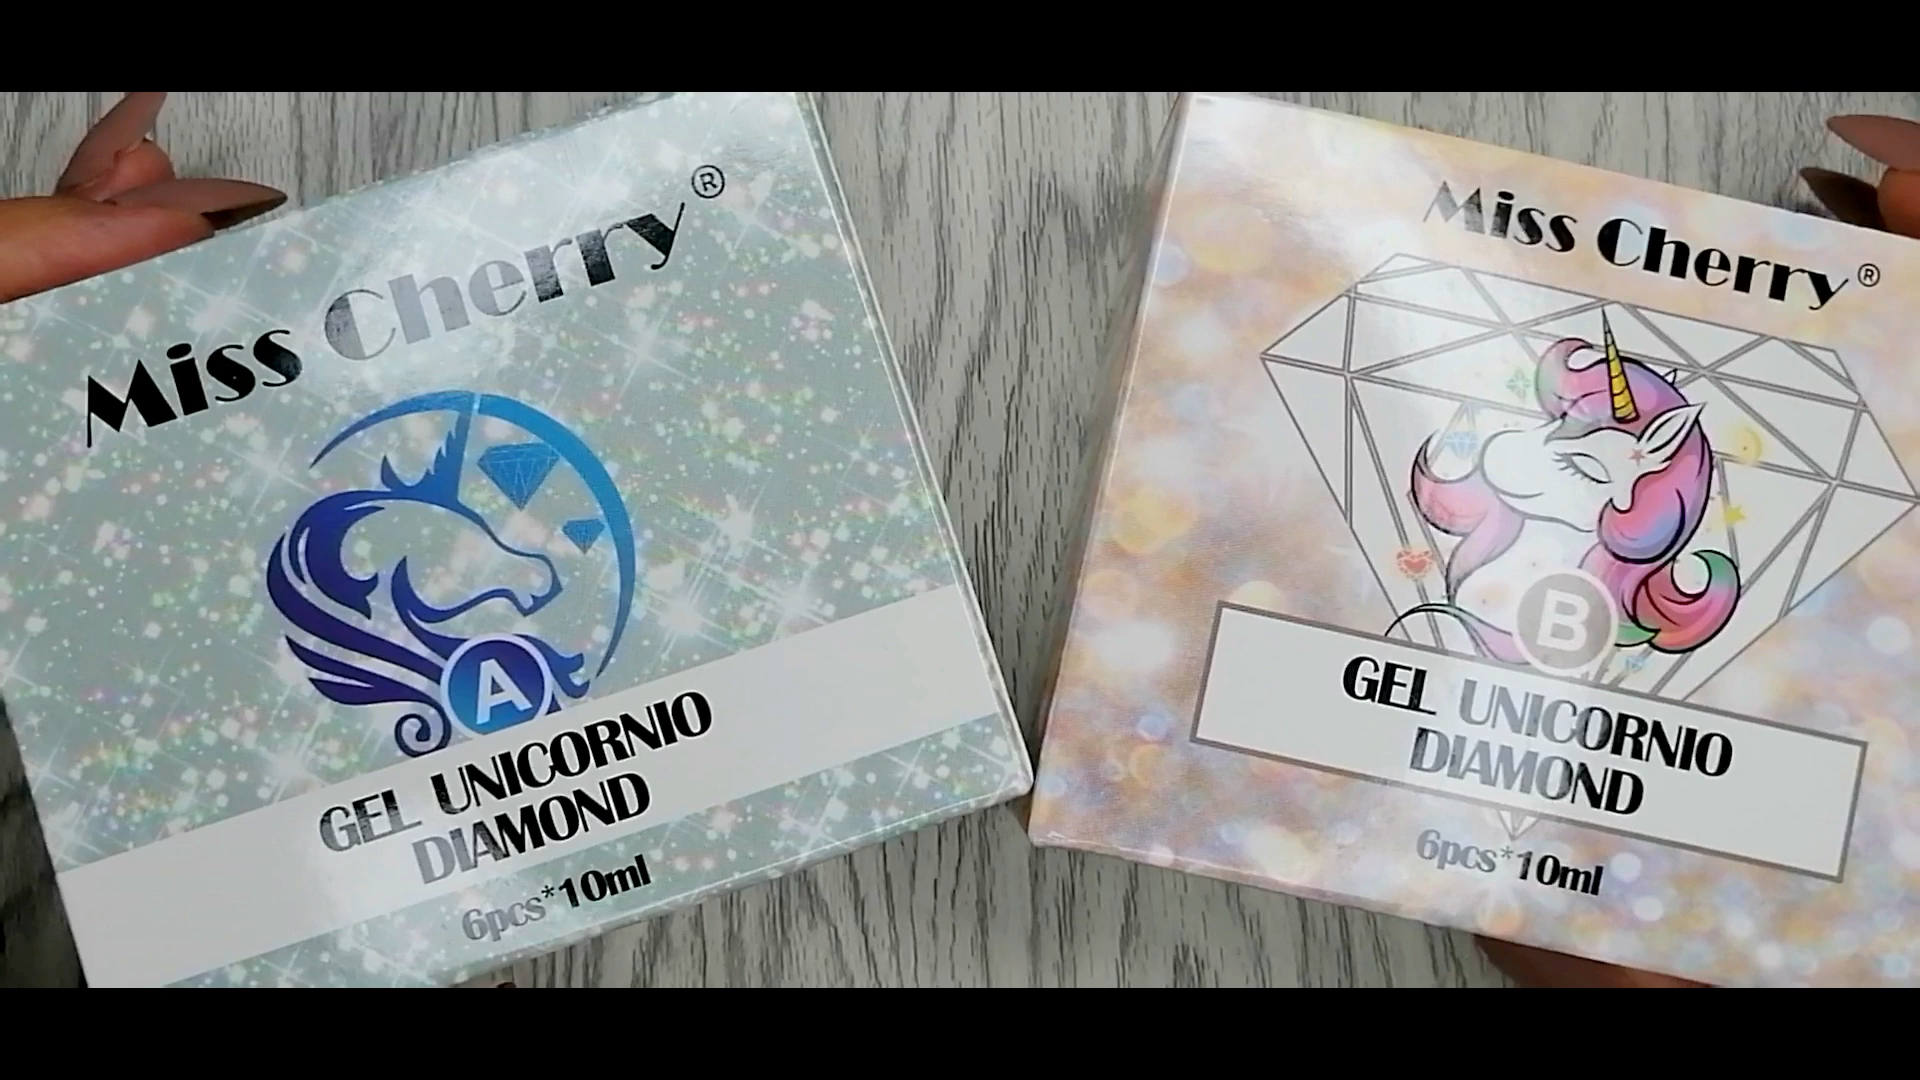 Miss Cherry®
A
GEL UNICORNIO
DIAMOND
6pcs*10ml
Miss Cherry®
B
GEL UNICORNIO
DIAMOND
6pcs*10ml